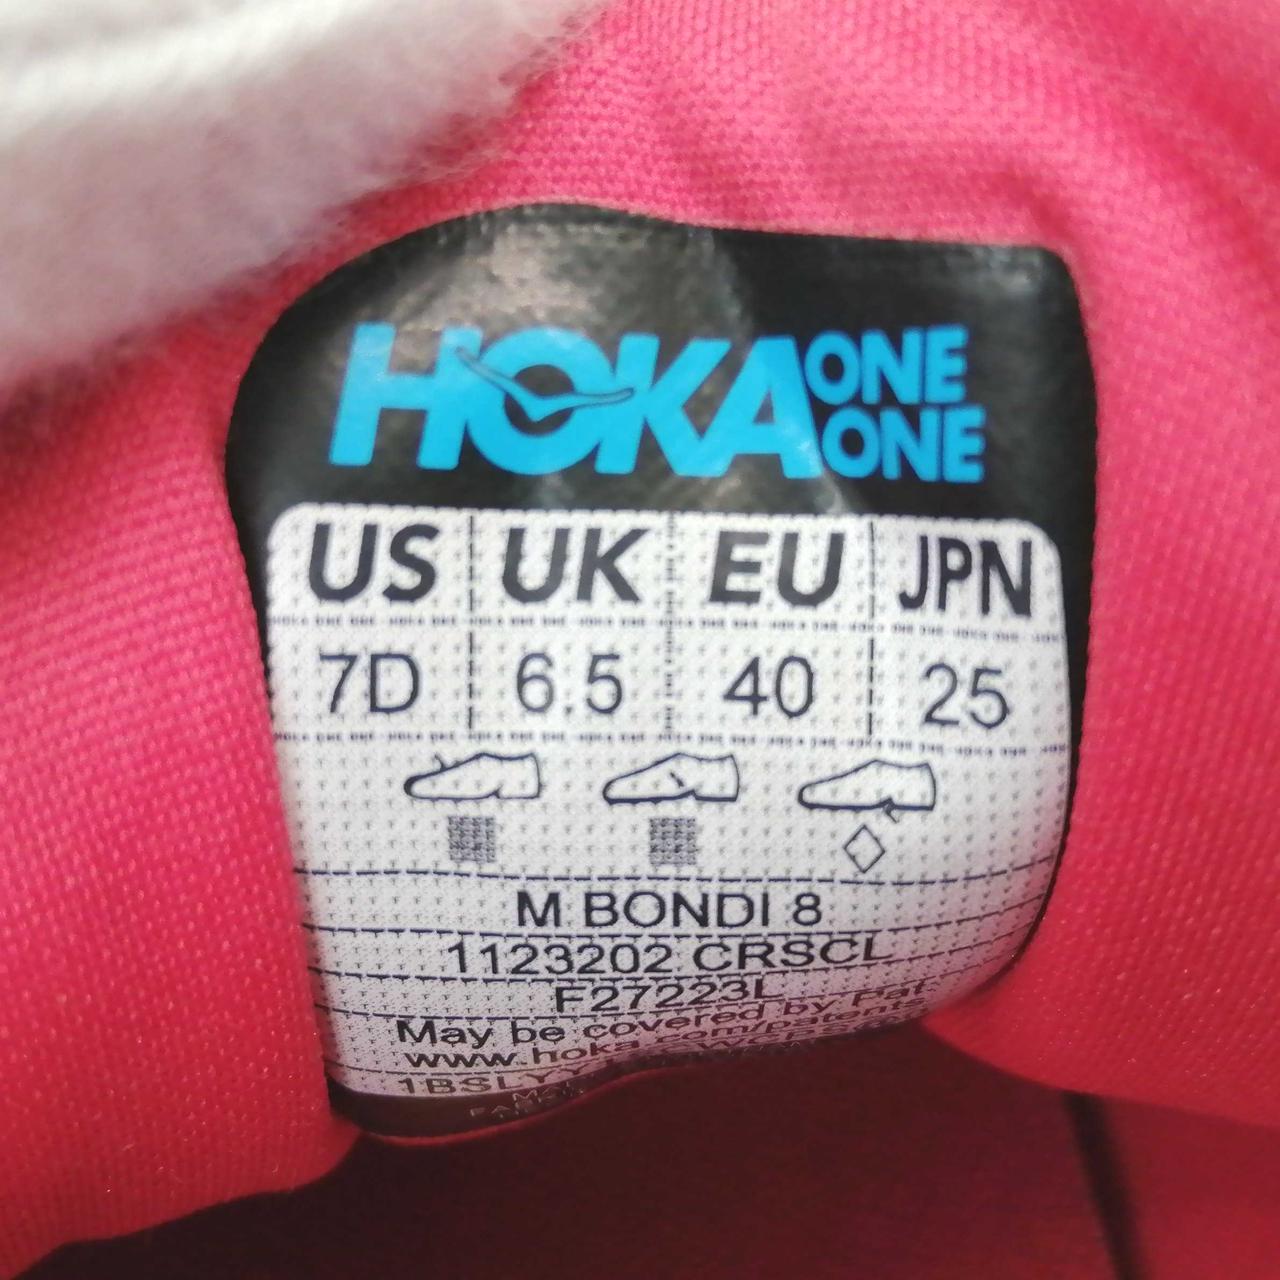 HOKA ONE ONE
US UK EU JPN
7D 6.5 40 25
M BONDI 8
1123202 CRSCL
F27223L
May be covered by Pat.
www.hoka.com/patents